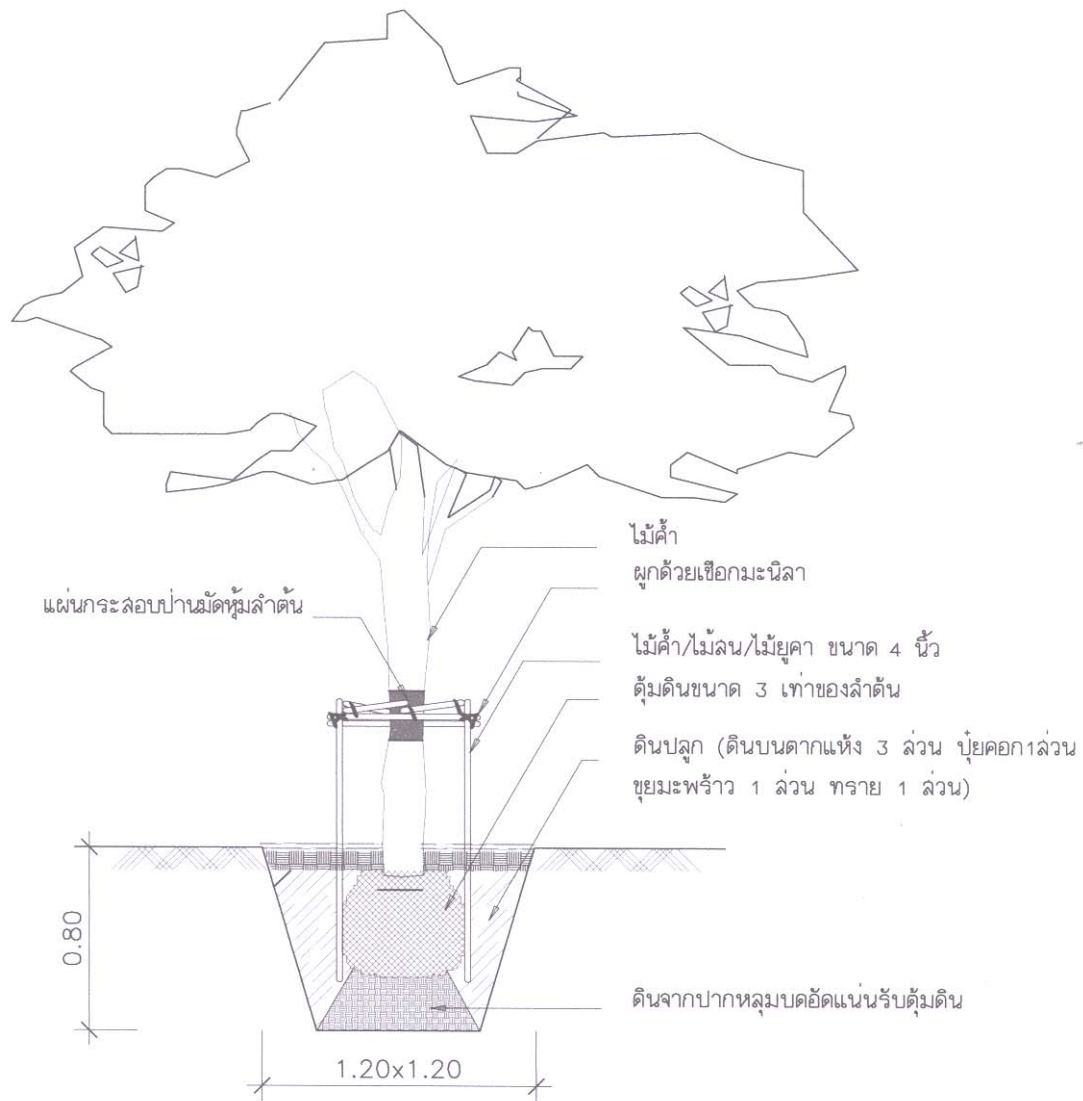 ไม้ค้ำ
ผูกด้วยเชือกมะนิลา
แผ่นกระสอบป่านมัดหุ้มลำต้น
ไม้ค้ำ/ไม้สน/ไม้ยูคา ขนาด 4 นิ้ว
ตุ้มดินขนาด 3 เท่าของลำต้น
ดินปลูก (ดินบนตากแห้ง 3 ส่วน ปุ๋ยคอก1ส่วน
ขุยมะพร้าว 1 ส่วน ทราย 1 ส่วน)
0.80
ดินจากปากหลุมบดอัดแน่นรับตุ้มดิน
1.20x1.20